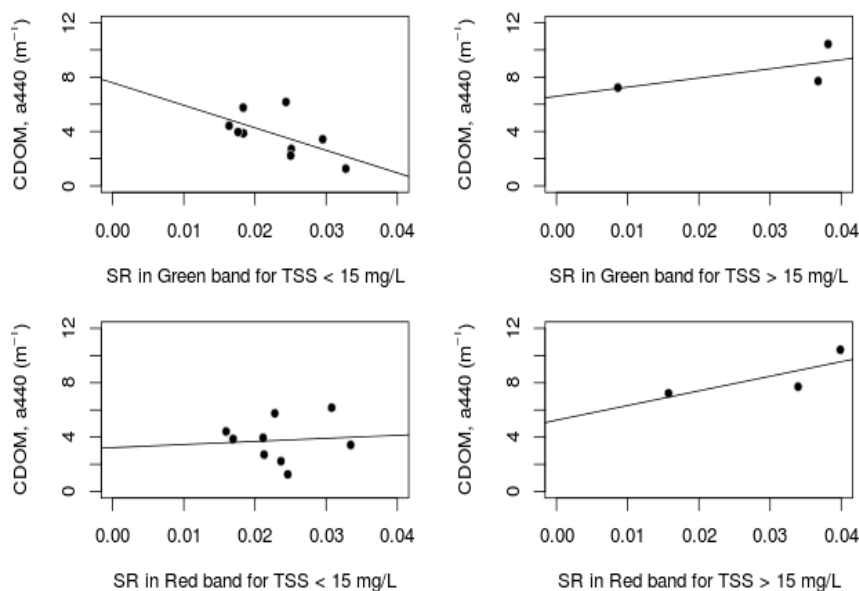 CDOM, a440 (m⁻¹)
0 4 8 12
0.00 0.01 0.02 0.03 0.04
SR in Green band for TSS < 15 mg/L
CDOM, a440 (m⁻¹)
0 4 8 12
0.00 0.01 0.02 0.03 0.04
SR in Green band for TSS > 15 mg/L
CDOM, a440 (m⁻¹)
0 4 8 12
0.00 0.01 0.02 0.03 0.04
SR in Red band for TSS < 15 mg/L
CDOM, a440 (m⁻¹)
0 4 8 12
0.00 0.01 0.02 0.03 0.04
SR in Red band for TSS > 15 mg/L